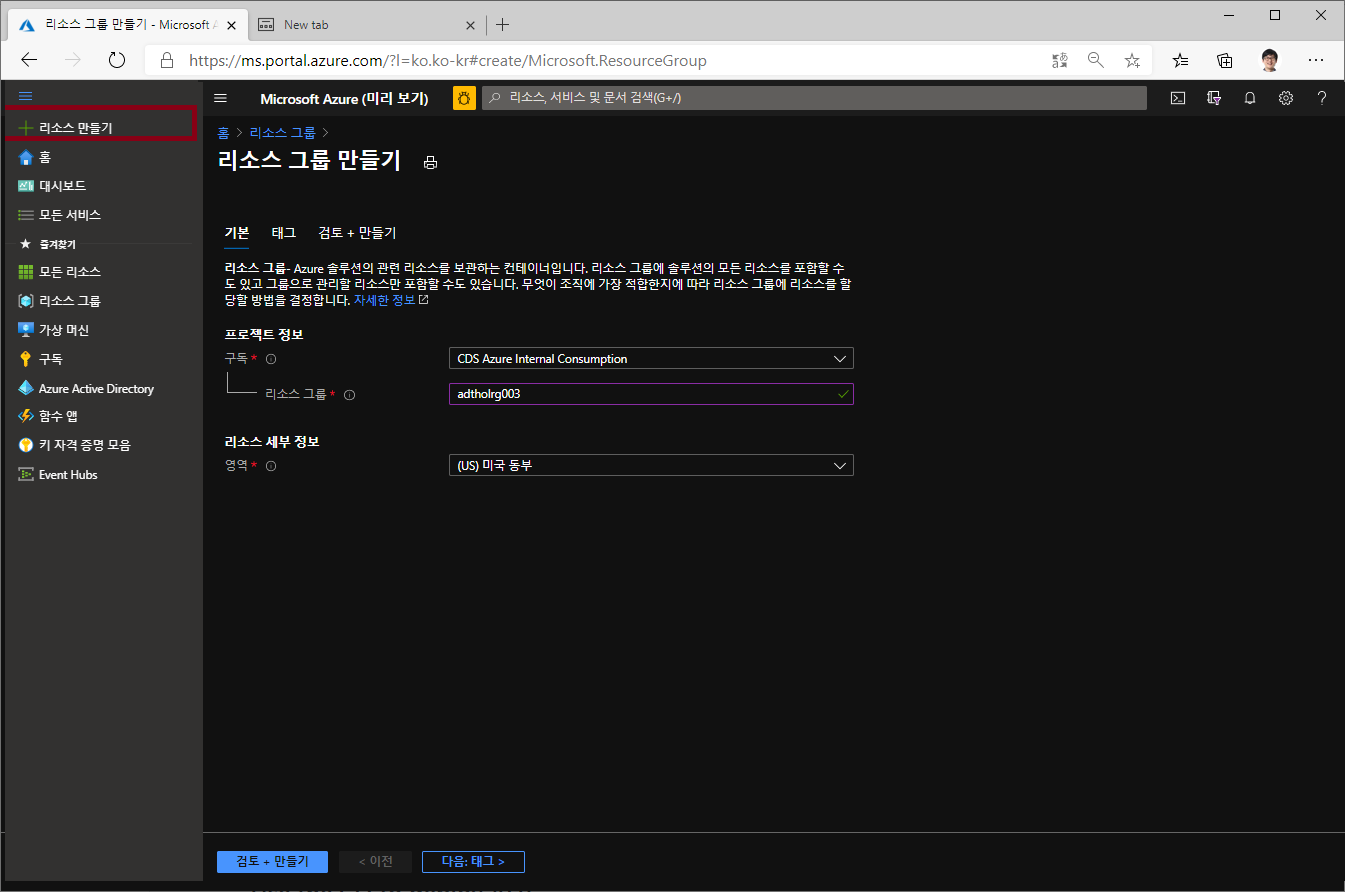 리소스 그룹 만들기 - Microsoft A
New tab
https://ms.portal.azure.com/?l=ko.ko-kr#create/Microsoft.ResourceGroup
Microsoft Azure (미리 보기)
리소스, 서비스 및 문서 검색(G+/)
리소스 만들기
홈
대시보드
모든 서비스
즐겨찾기
모든 리소스
리소스 그룹
가상 머신
구독
Azure Active Directory
함수 앱
키 자격 증명 모음
Event Hubs
홈 > 리소스 그룹 >
리소스 그룹 만들기
기본 태그 검토 + 만들기
리소스 그룹- Azure 솔루션의 관련 리소스를 보관하는 컨테이너입니다. 리소스 그룹에 솔루션의 모든 리소스를 포함할 수
도 있고 그룹으로 관리할 리소스만 포함할 수도 있습니다. 무엇이 조직에 가장 적합한지에 따라 리소스 그룹에 리소스를 할
당할 방법을 결정합니다. 자세한 정보
프로젝트 정보
구독 * CDS Azure Internal Consumption
리소스 그룹 * adtholrg003
리소스 세부 정보
영역 * (US) 미국 동부
검토 + 만들기 < 이전 다음: 태그 >